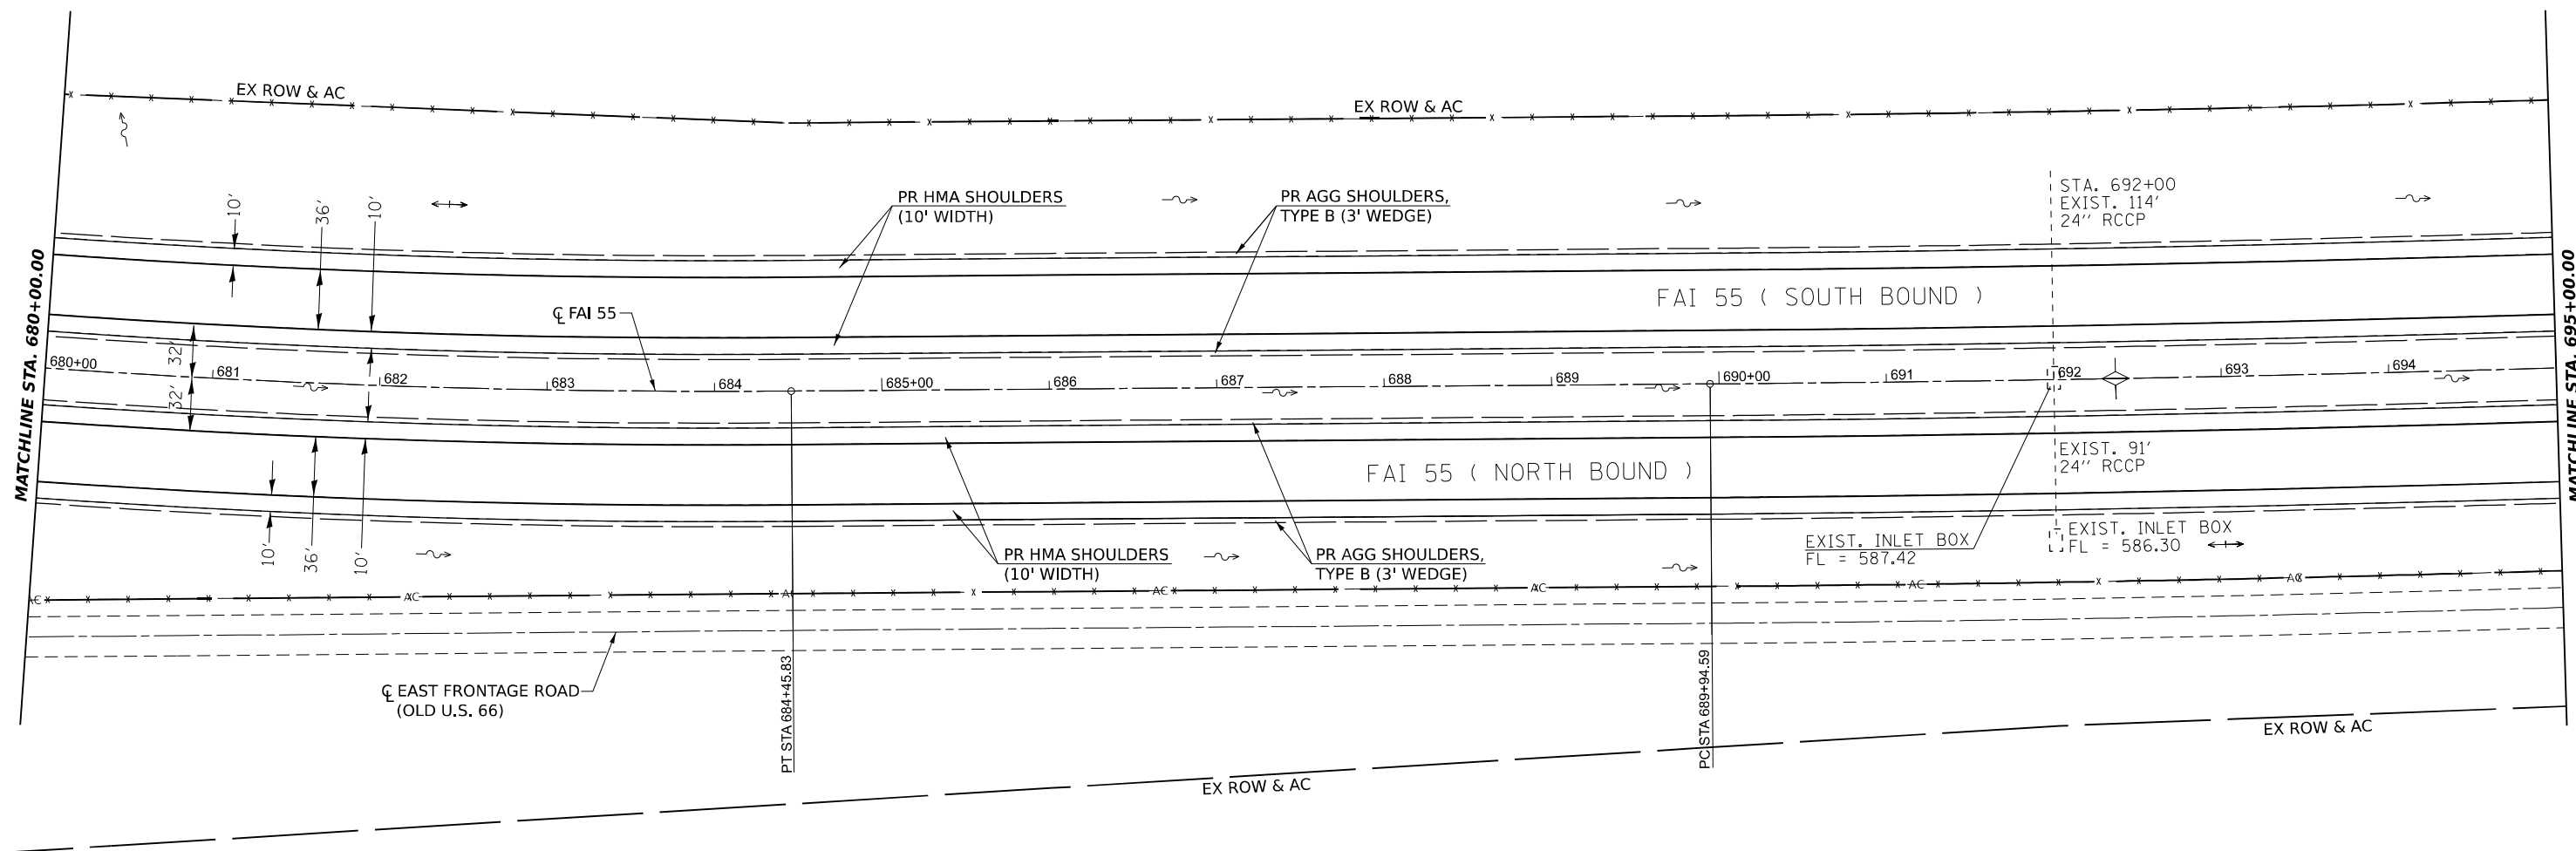 EX ROW & AC
EX ROW & AC
10'
36'
10'
PR HMA SHOULDERS
(10' WIDTH)
PR AGG SHOULDERS,
TYPE B (3' WEDGE)
STA. 692+00
EXIST. 114'
24'' RCCP
MATCHLINE STA. 680+00.00
MATCHLINE STA. 695+00.00
℄ FAI 55
FAI 55 ( SOUTH BOUND )
32'
32'
680+00
681
682
683
684
685+00
686
687
688
689
690+00
691
692
693
694
FAI 55 ( NORTH BOUND )
EXIST. 91'
24'' RCCP
10'
36'
10'
PR HMA SHOULDERS
(10' WIDTH)
PR AGG SHOULDERS,
TYPE B (3' WEDGE)
EXIST. INLET BOX
FL = 587.42
EXIST. INLET BOX
FL = 586.30
AC
AC
AC
AC
AC
AC
AC
℄ EAST FRONTAGE ROAD
(OLD U.S. 66)
PT STA 684+45.83
PC STA 689+94.59
EX ROW & AC
EX ROW & AC